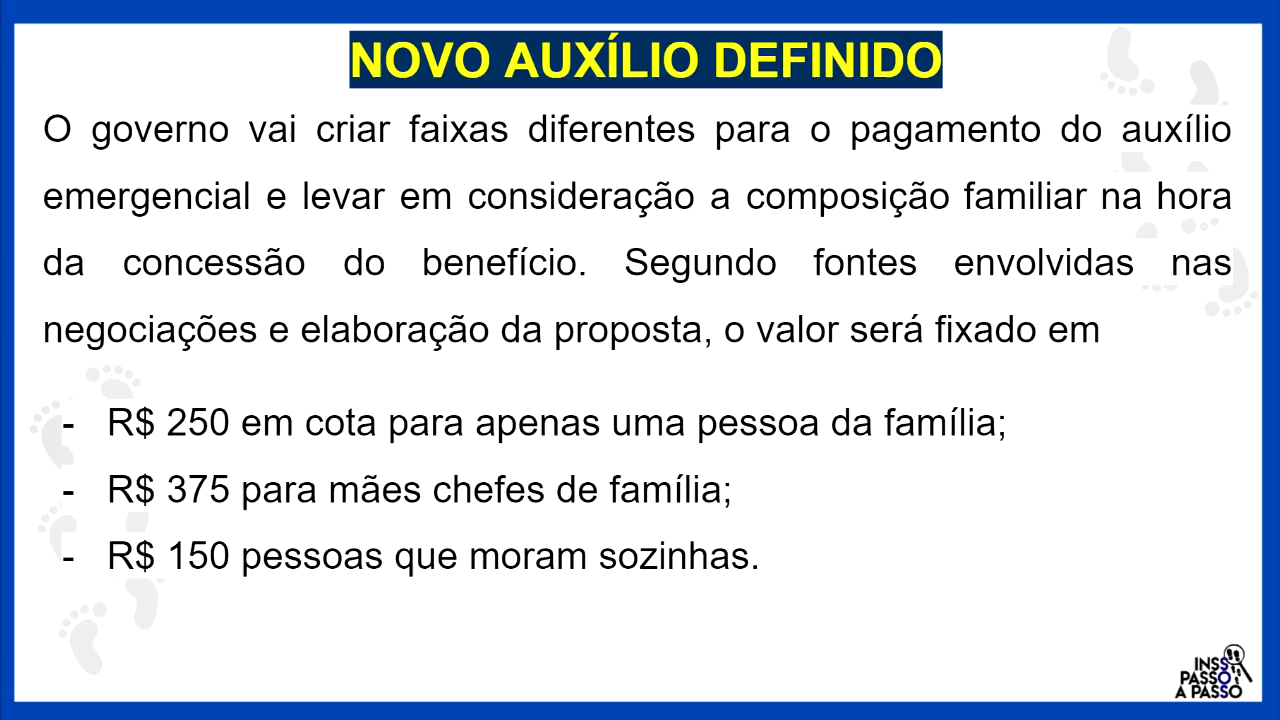 NOVO AUXÍLIO DEFINIDO
O governo vai criar faixas diferentes para o pagamento do auxílio
emergencial e levar em consideração a composição familiar na hora
da concessão do benefício. Segundo fontes envolvidas nas
negociações e elaboração da proposta, o valor será fixado em
- R$ 250 em cota para apenas uma pessoa da família;
- R$ 375 para mães chefes de família;
- R$ 150 pessoas que moram sozinhas.
INSS
PASSO
A PASSO